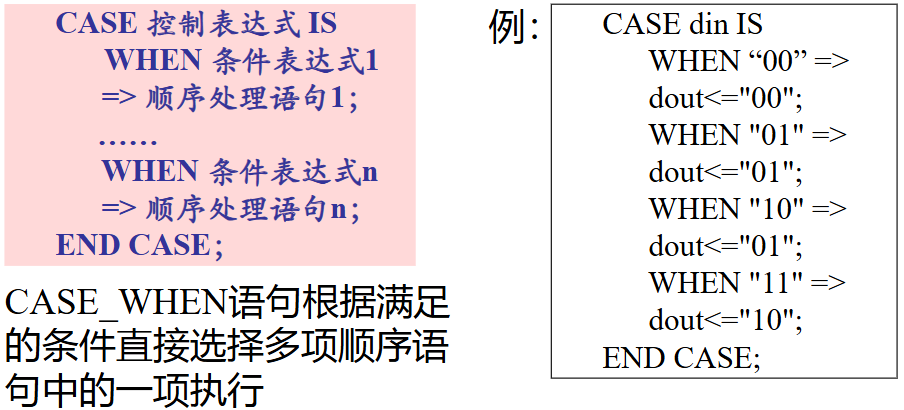 CASE 控制表达式 IS
WHEN 条件表达式1
=> 顺序处理语句1；
……
WHEN 条件表达式n
=> 顺序处理语句n；
END CASE；
CASE_WHEN语句根据满足
的条件直接选择多项顺序语
句中的一项执行
例：
CASE din IS
WHEN “00” =>
dout<="00";
WHEN "01" =>
dout<="01";
WHEN "10" =>
dout<="01";
WHEN "11" =>
dout<="10";
END CASE;